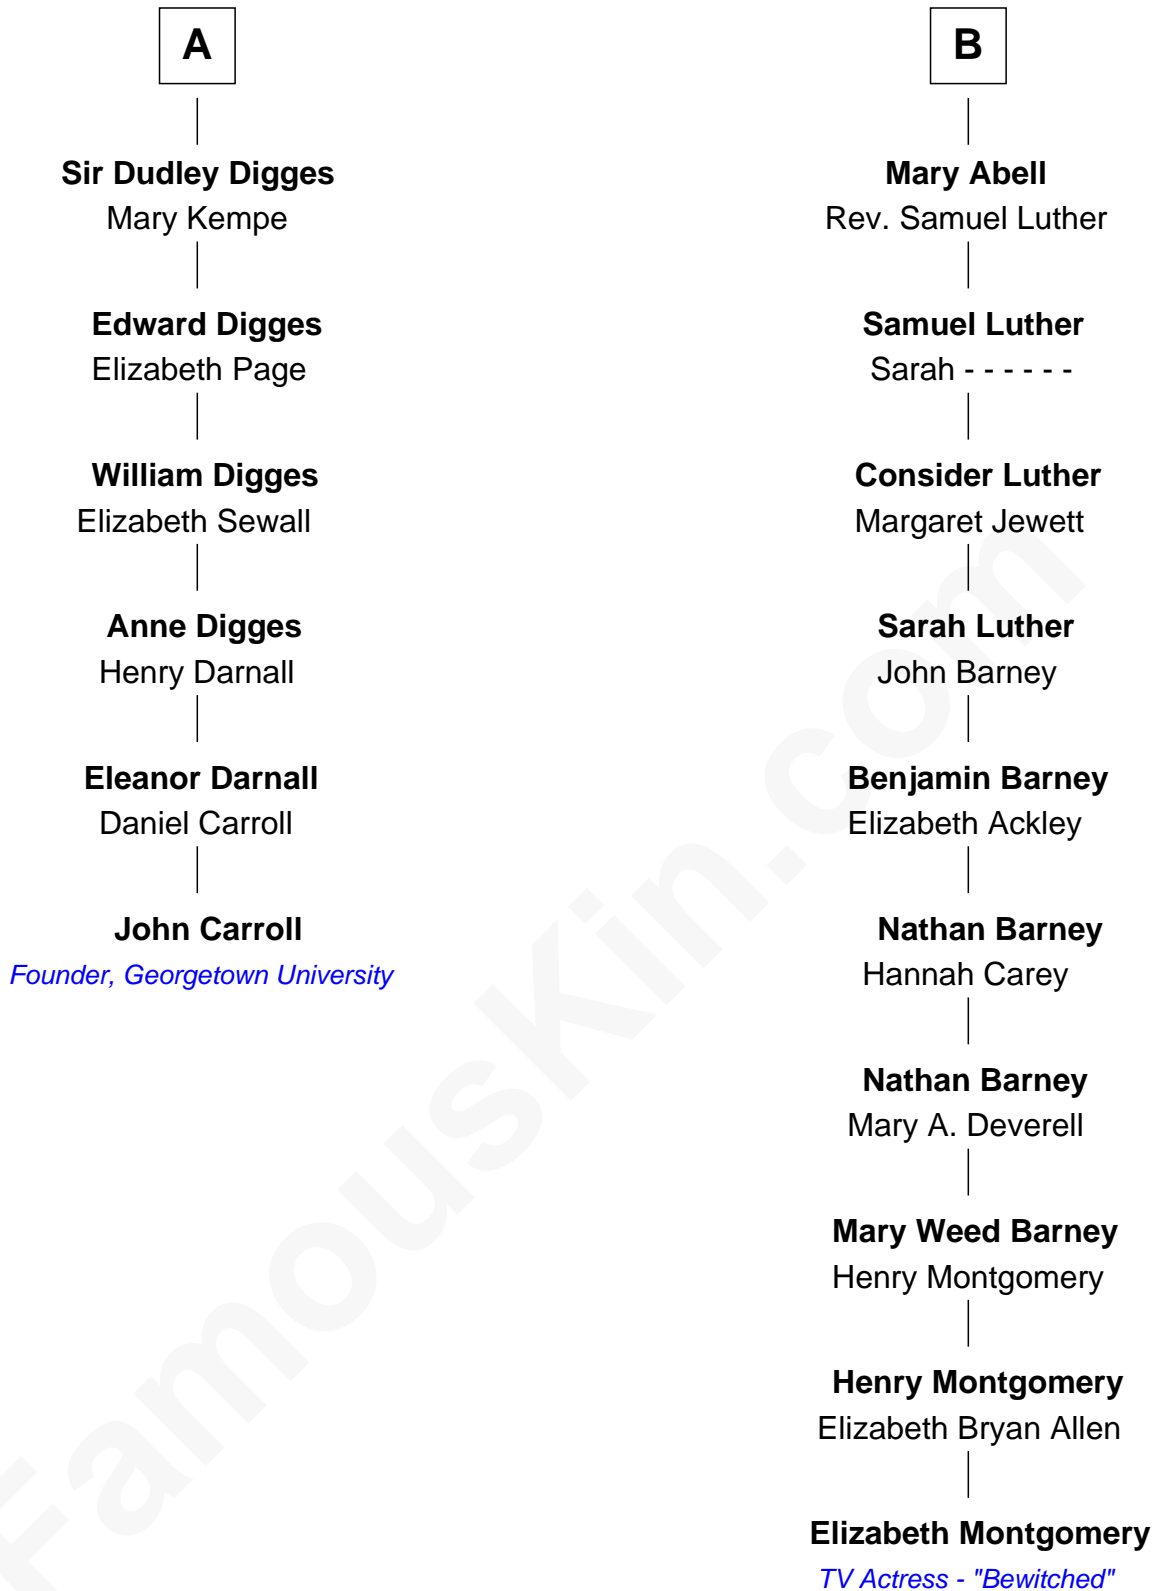 A
Sir Dudley Digges
Mary Kempe
Edward Digges
Elizabeth Page
William Digges
Elizabeth Sewall
Anne Digges
Henry Darnall
Eleanor Darnall
Daniel Carroll
John Carroll
Founder, Georgetown University
B
Mary Abell
Rev. Samuel Luther
Samuel Luther
Sarah - - - - - -
Consider Luther
Margaret Jewett
Sarah Luther
John Barney
Benjamin Barney
Elizabeth Ackley
Nathan Barney
Hannah Carey
Nathan Barney
Mary A. Deverell
Mary Weed Barney
Henry Montgomery
Henry Montgomery
Elizabeth Bryan Allen
Elizabeth Montgomery
TV Actress - "Bewitched"
FamousKin.com